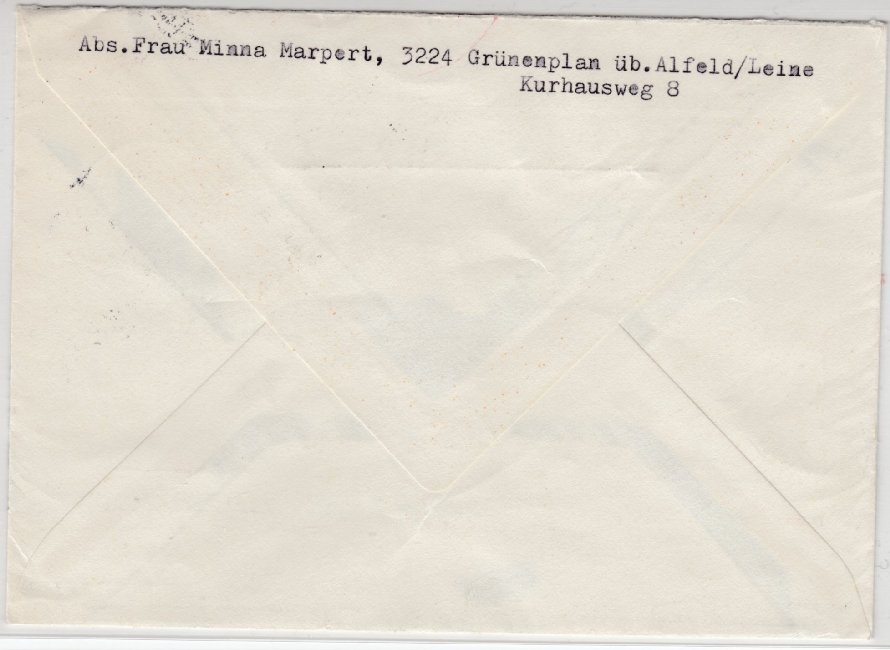 Abs.Frau Minna Marpert, 3224 Grünenplan üb.Alfeld/Leine
Kurhausweg 8